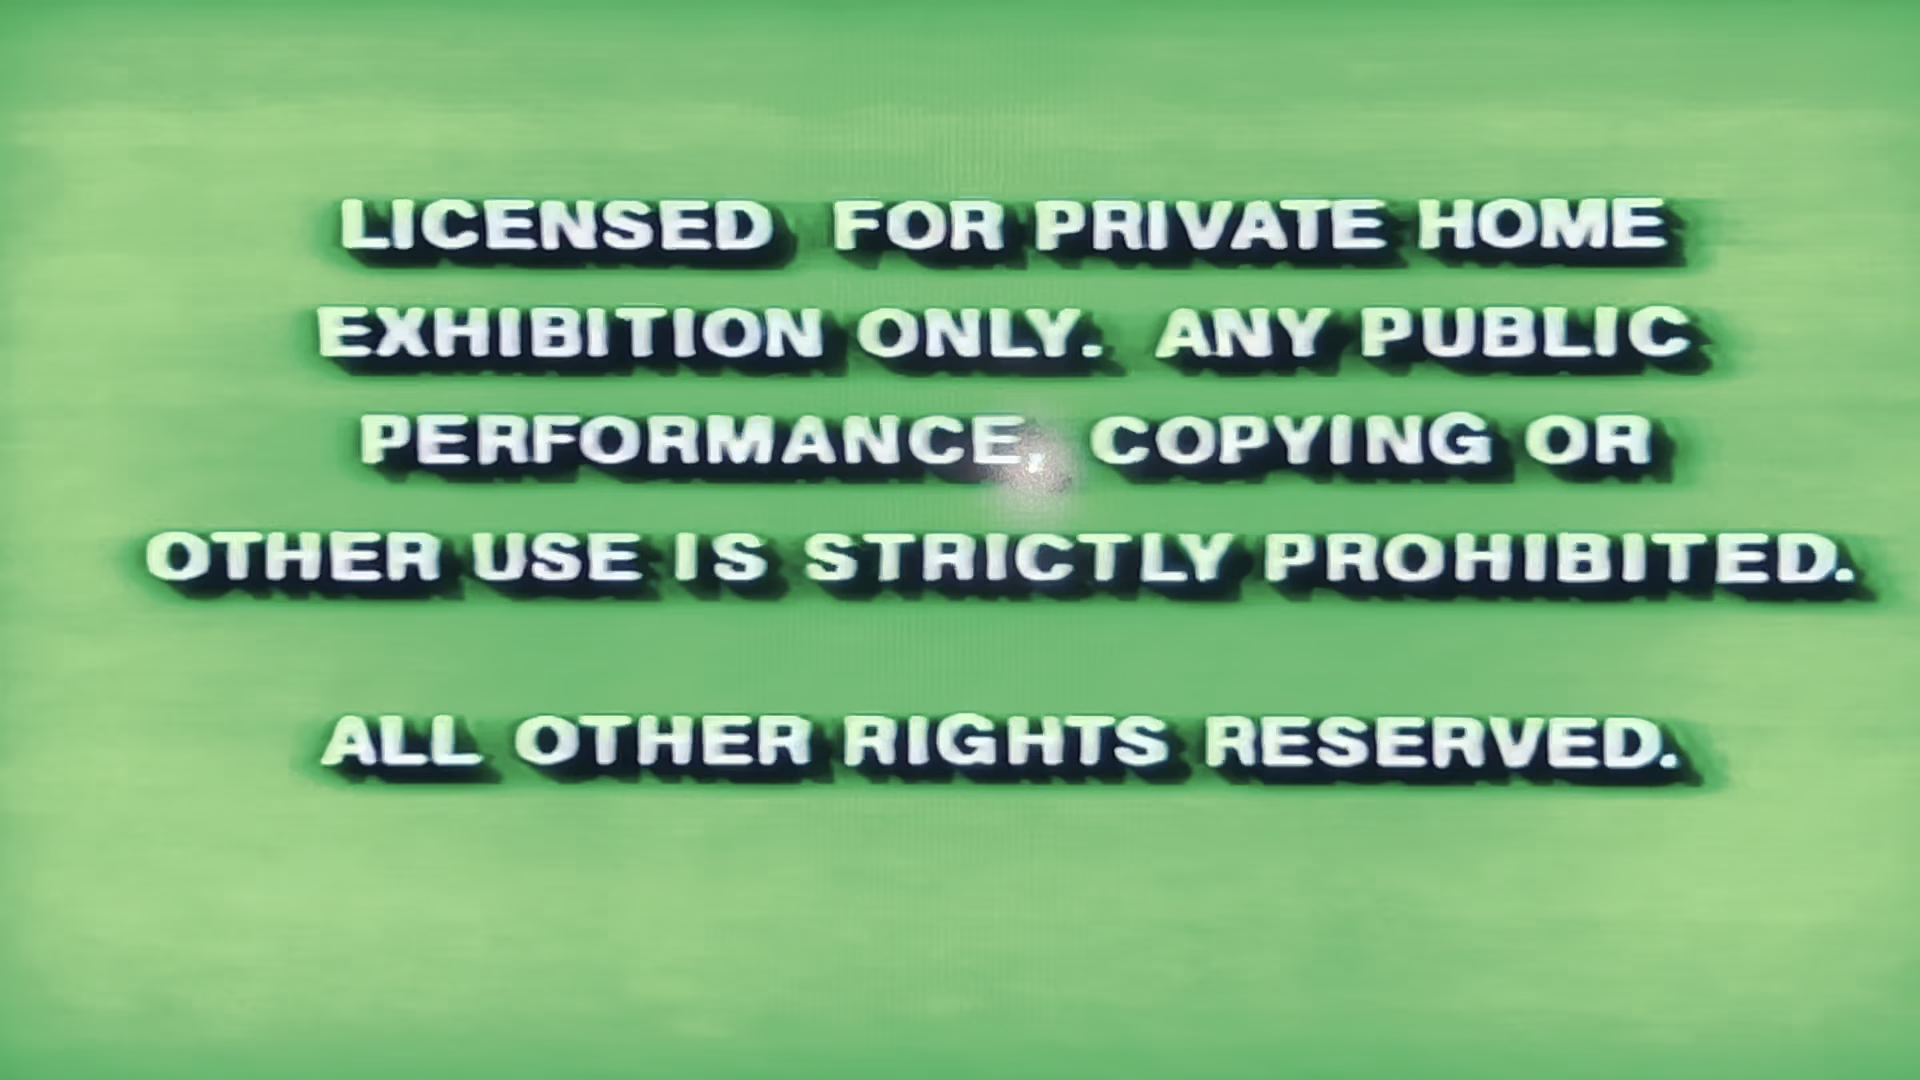 LICENSED FOR PRIVATE HOME
EXHIBITION ONLY. ANY PUBLIC
PERFORMANCE, COPYING OR
OTHER USE IS STRICTLY PROHIBITED.
ALL OTHER RIGHTS RESERVED.